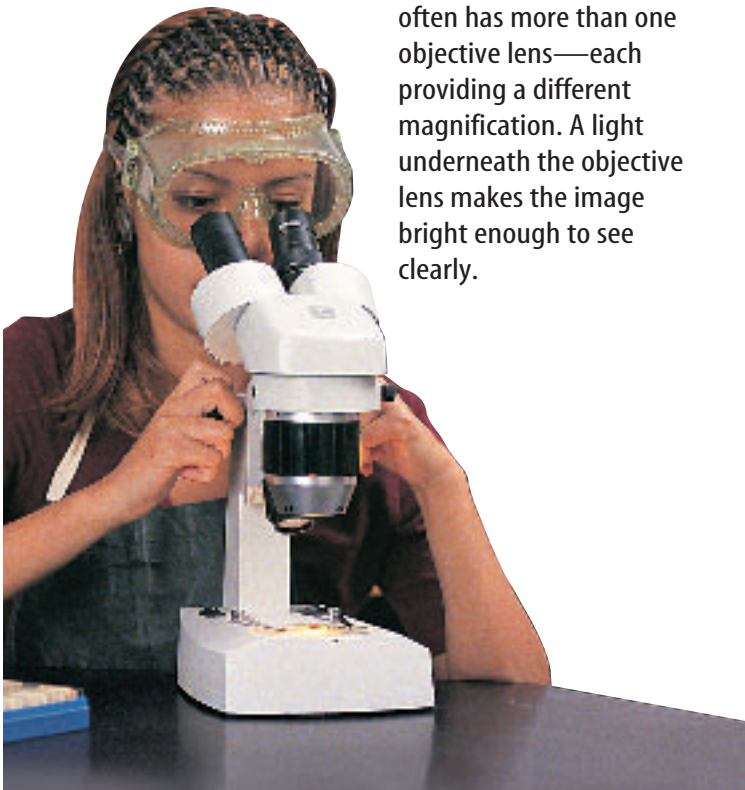 often has more than one
objective lens—each
providing a different
magnification. A light
underneath the objective
lens makes the image
bright enough to see
clearly.